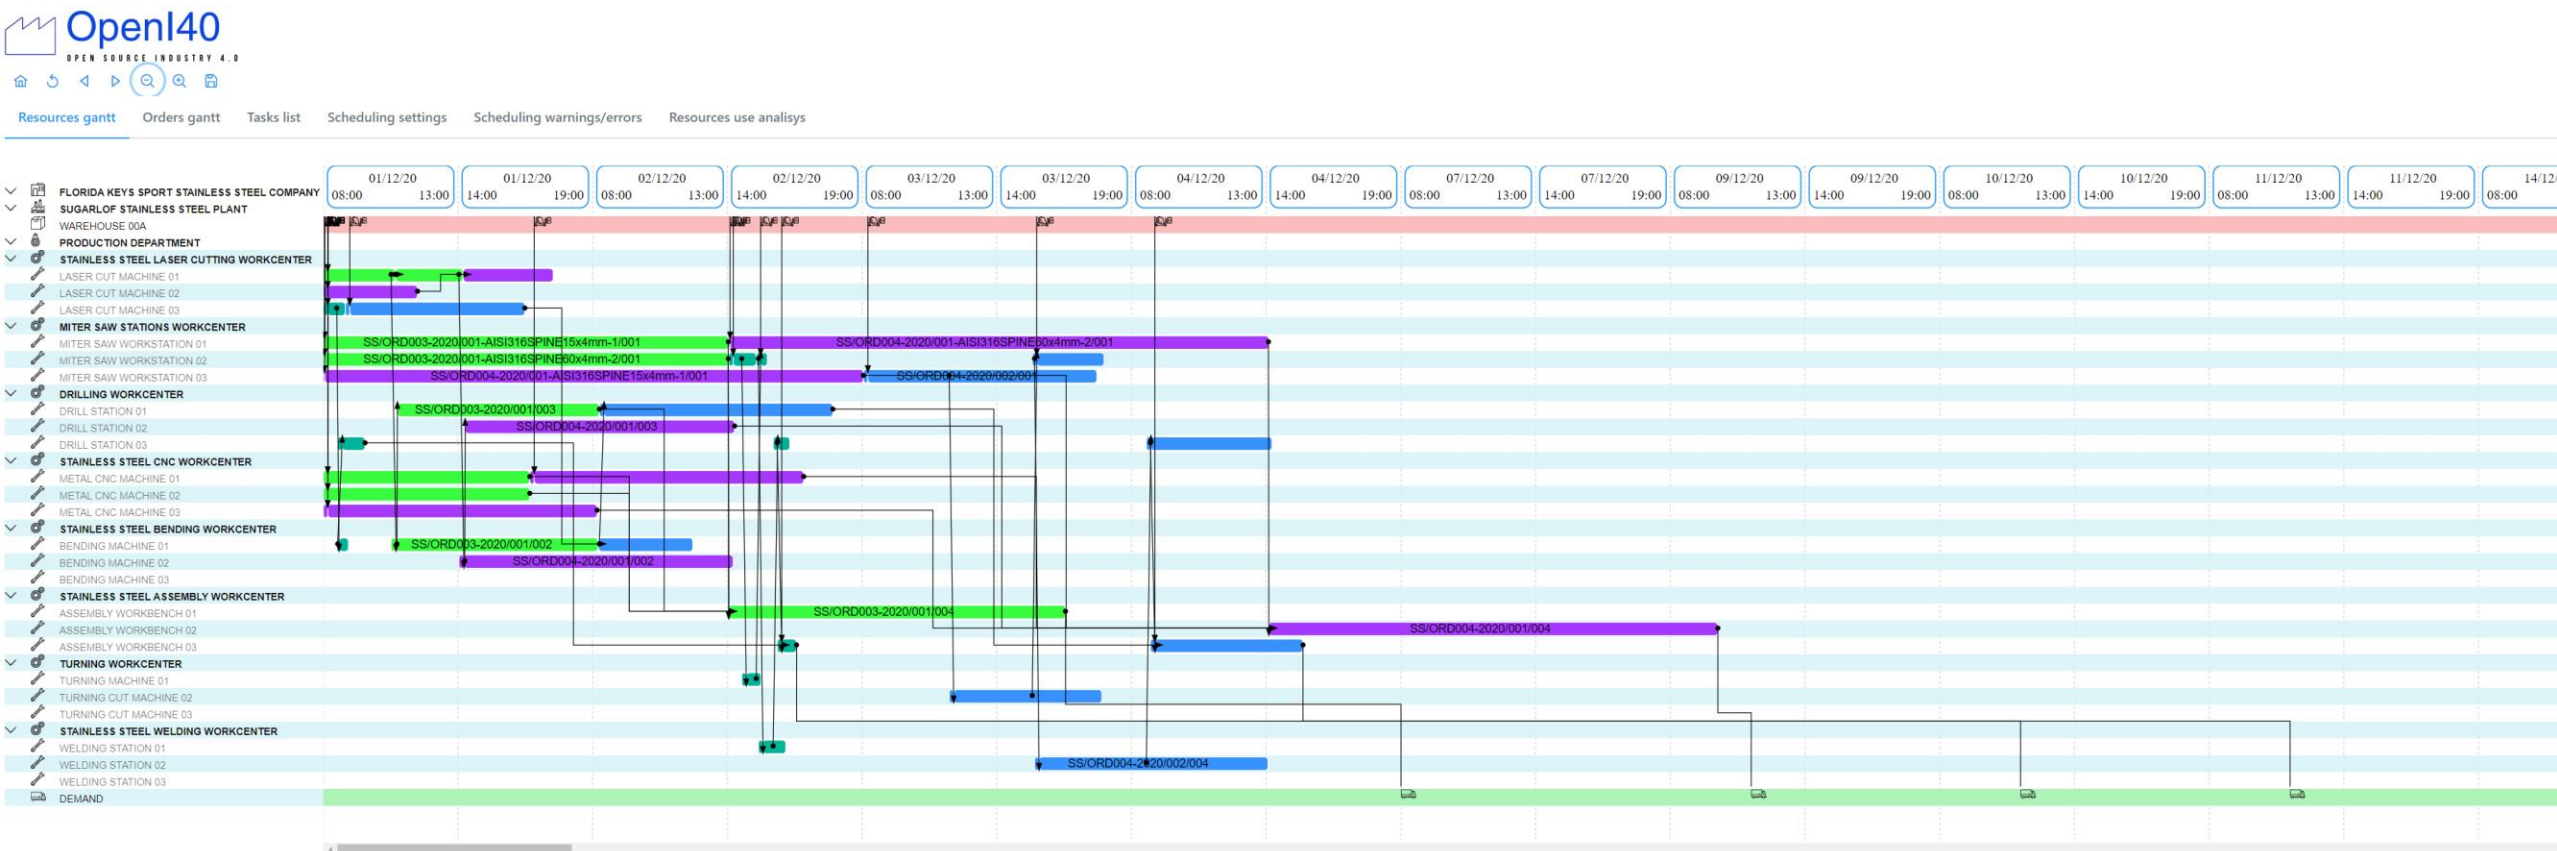 OpenI40
OPEN SOURCE INDUSTRY 4.0
Resources gantt Orders gantt Tasks list Scheduling settings Scheduling warnings/errors Resources use analisys
01/12/20 01/12/20 02/12/20 02/12/20 03/12/20 03/12/20 04/12/20 04/12/20 07/12/20 07/12/20 09/12/20 09/12/20 10/12/20 10/12/20 11/12/20 11/12/20 14/12/
08:00 13:00 14:00 19:00 08:00 13:00 14:00 19:00 08:00 13:00 14:00 19:00 08:00 13:00 14:00 19:00 08:00 13:00 14:00 19:00 08:00 13:00 14:00 19:00 08:00 13:00 14:00 19:00 08:00 13:00 14:00 19:00 08:00
FLORIDA KEYS SPORT STAINLESS STEEL COMPANY
SUGARLOF STAINLESS STEEL PLANT
WAREHOUSE 00A
PRODUCTION DEPARTMENT
STAINLESS STEEL LASER CUTTING WORKCENTER
LASER CUT MACHINE 01
LASER CUT MACHINE 02
LASER CUT MACHINE 03
MITER SAW STATIONS WORKCENTER
MITER SAW WORKSTATION 01 SS/ORD003-2020/001-AISI316SPINE15x4mm-1/001 SS/ORD004-2020/001-AISI316SPINE60x4mm-2/001
MITER SAW WORKSTATION 02 SS/ORD003-2020/001-AISI316SPINE60x4mm-2/001
MITER SAW WORKSTATION 03 SS/ORD004-2020/001-AISI316SPINE15x4mm-1/001 SS/ORD004-2020/002/001
DRILLING WORKCENTER
DRILL STATION 01 SS/ORD003-2020/001/003
DRILL STATION 02 SS/ORD004-2020/001/003
DRILL STATION 03
STAINLESS STEEL CNC WORKCENTER
METAL CNC MACHINE 01
METAL CNC MACHINE 02
METAL CNC MACHINE 03
STAINLESS STEEL BENDING WORKCENTER
BENDING MACHINE 01 SS/ORD003-2020/001/002
BENDING MACHINE 02 SS/ORD004-2020/001/002
BENDING MACHINE 03
STAINLESS STEEL ASSEMBLY WORKCENTER
ASSEMBLY WORKBENCH 01 SS/ORD003-2020/001/004
ASSEMBLY WORKBENCH 02 SS/ORD004-2020/001/004
ASSEMBLY WORKBENCH 03
TURNING WORKCENTER
TURNING MACHINE 01
TURNING CUT MACHINE 02
TURNING CUT MACHINE 03
STAINLESS STEEL WELDING WORKCENTER
WELDING STATION 01
WELDING STATION 02 SS/ORD004-2020/002/004
WELDING STATION 03
DEMAND